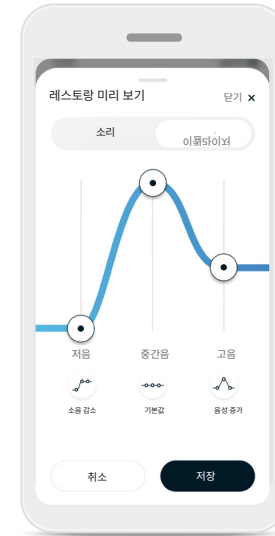 레스토랑 미리 보기
닫기 ×
소리
저음 중간음 고음
소음 감소 기본값 음성 증가
취소 저장